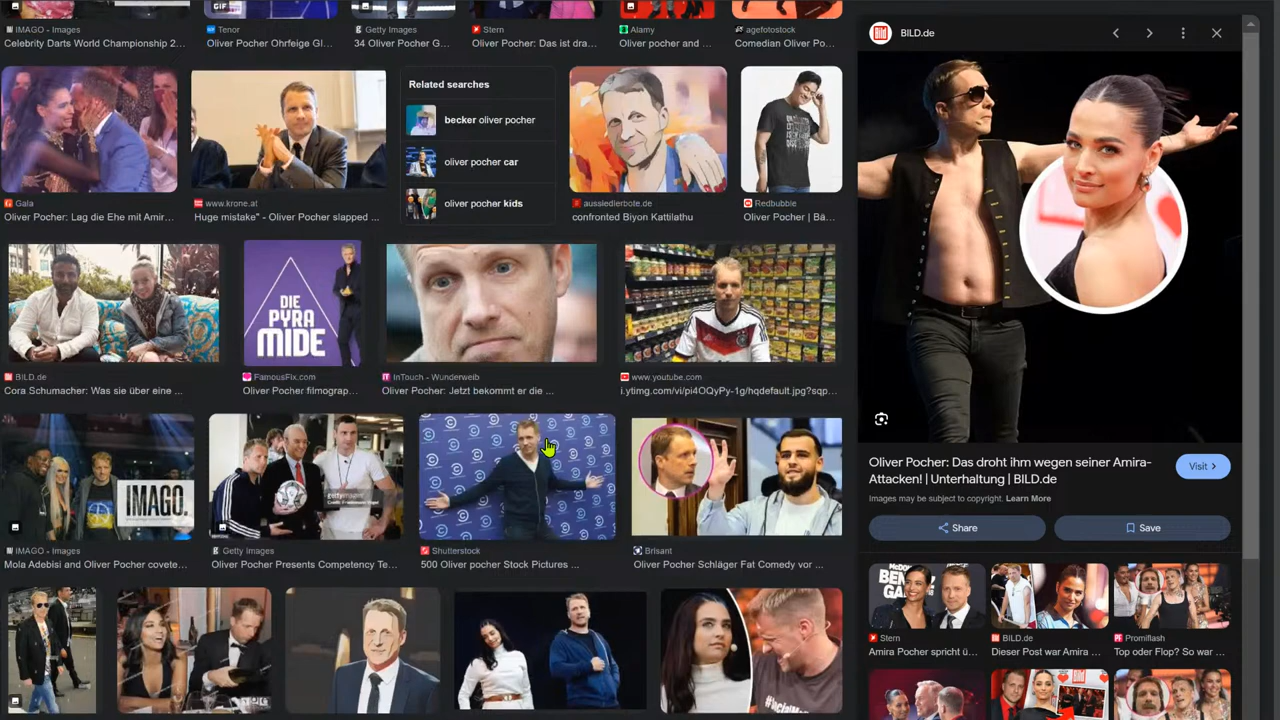 IMAGO - Images
Celebrity Darts World Championship 2...
GIF
Tenor
Oliver Pocher Ohrfeige GI...
Getty Images
34 Oliver Pocher G...
Stern
Oliver Pocher: Das ist dra...
Alamy
Oliver pocher and ...
agefotostock
Comedian Oliver Po...
Gala
Oliver Pocher: Lag die Ehe mit Amir...
www.krone.at
Huge mistake" - Oliver Pocher slapped ...
Related searches
becker oliver pocher
oliver pocher car
oliver pocher kids
aussiedlerbote.de
confronted Biyon Kattilathu
Redbubble
Oliver Pocher | Bä...
BILD.de
Cora Schumacher: Was sie über eine ...
DIE
PYRA
MIDE
FamousFix.com
Oliver Pocher filmograp...
InTouch - Wunderweib
Oliver Pocher: Jetzt bekommt er die ...
www.youtube.com
i.ytimg.com/vi/pi4OQyPy-1g/hqdefault.jpg?sqp...
IMAGO.
IMAGO - Images
Mola Adebisi and Oliver Pocher covete...
gettyimages
Getty Images
Oliver Pocher Presents Competency Te...
Shutterstock
500 Oliver pocher Stock Pictures ...
Brisant
Oliver Pocher Schläger Fat Comedy vor ...
Bild
BILD.de
Oliver Pocher: Das droht ihm wegen seiner Amira-
Attacken! | Unterhaltung | BILD.de
Visit
Images may be subject to copyright. Learn More
Share
Save
Stern
Amira Pocher spricht ü...
BILD.de
Dieser Post war Amira ...
Promiflash
Top oder Flop? So war ...